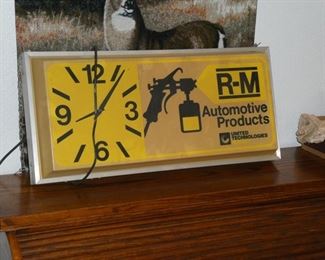 12
9
3
6
R-M
Automotive
Products
UNITED
TECHNOLOGIES